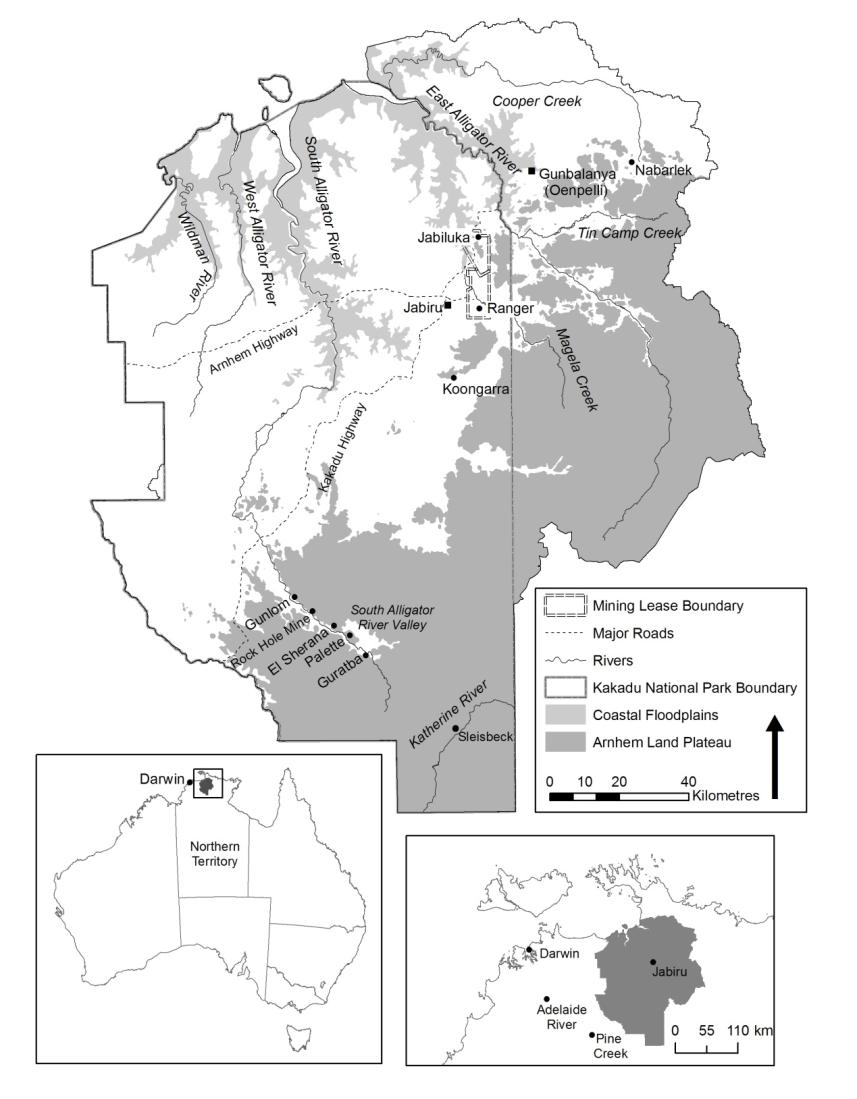 Cooper Creek
East Alligator River
Gunbalanya
(Oenpelli)
Nabarlek
South Alligator River
West Alligator River
Wildman River
Tin Camp Creek
Jabiluka
Jabiru
Ranger
Arnhem Highway
Magela Creek
Koongarra
Kakadu Highway
Gunlom
Rock Hole Mine
El Sherana
Palette
Guratba
South Alligator
River Valley
Katherine River
Sleisbeck
Mining Lease Boundary
Major Roads
Rivers
Kakadu National Park Boundary
Coastal Floodplains
Arnhem Land Plateau
0 10 20 40
Kilometres
Darwin
Northern
Territory
Darwin
Jabiru
Adelaide
River
Pine
Creek
0 55 110 km